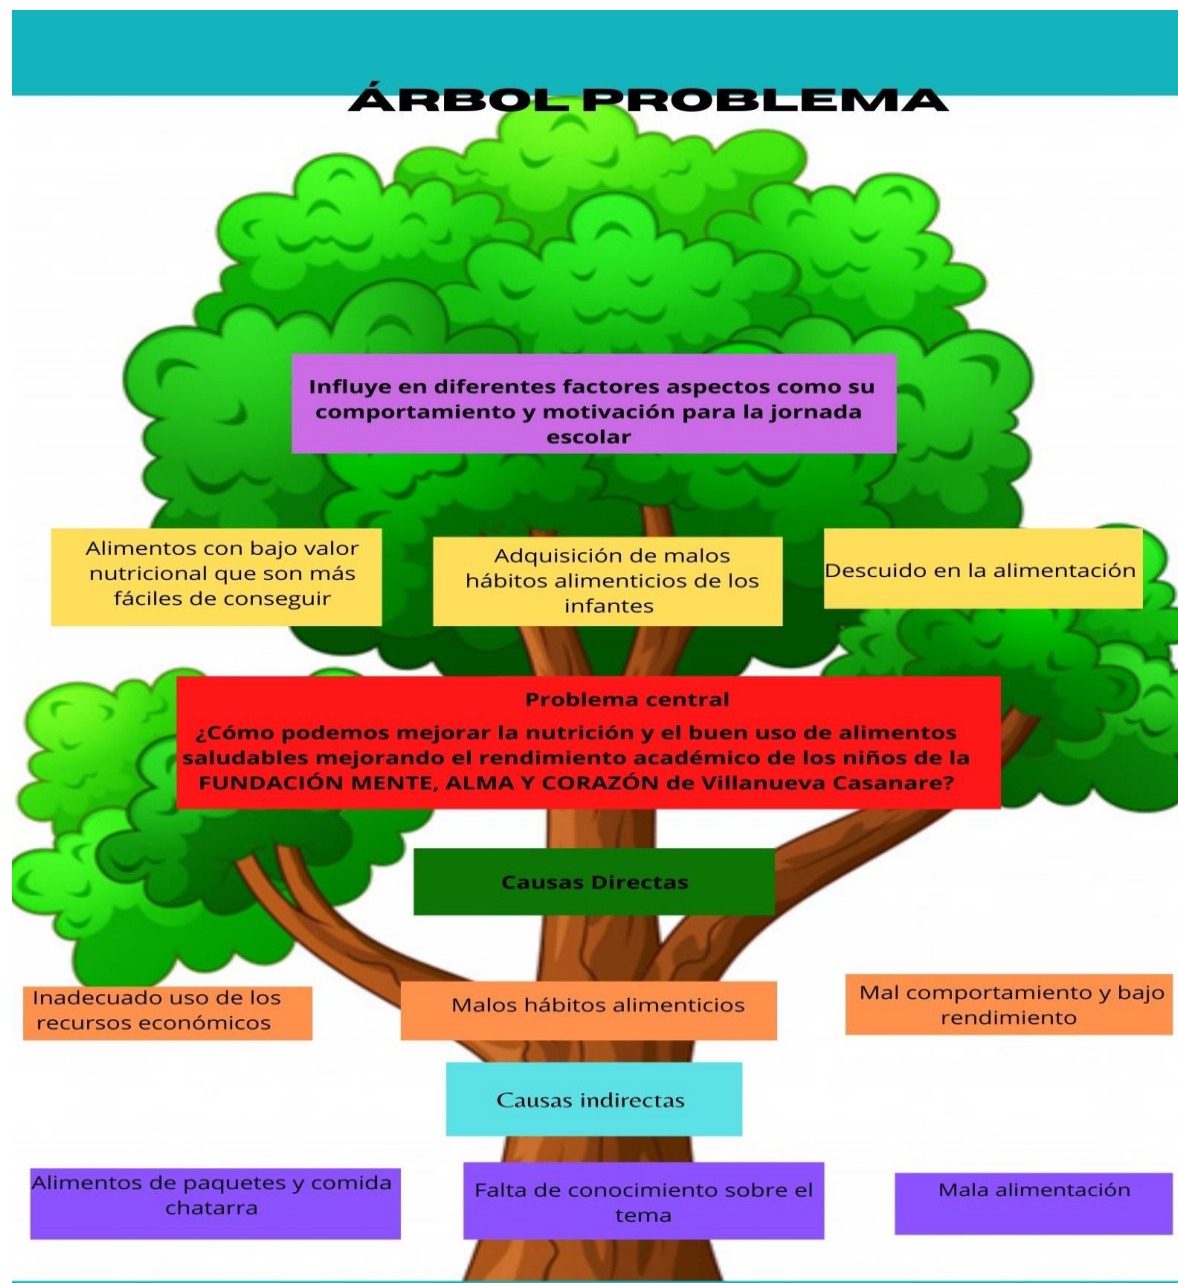 ÁRBOL PROBLEMA
Influye en diferentes factores aspectos como su
comportamiento y motivación para la jornada
escolar
Alimentos con bajo valor
nutricional que son más
fáciles de conseguir
Adquisición de malos
hábitos alimenticios de los
infantes
Descuido en la alimentación
Problema central
¿Cómo podemos mejorar la nutrición y el buen uso de alimentos
saludables mejorando el rendimiento académico de los niños de la
FUNDACIÓN MENTE, ALMA Y CORAZÓN de Villanueva Casanare?
Causas Directas
Inadecuado uso de los
recursos económicos
Malos hábitos alimenticios
Mal comportamiento y bajo
rendimiento
Causas indirectas
Alimentos de paquetes y comida
chatarra
Falta de conocimiento sobre el
tema
Mala alimentación